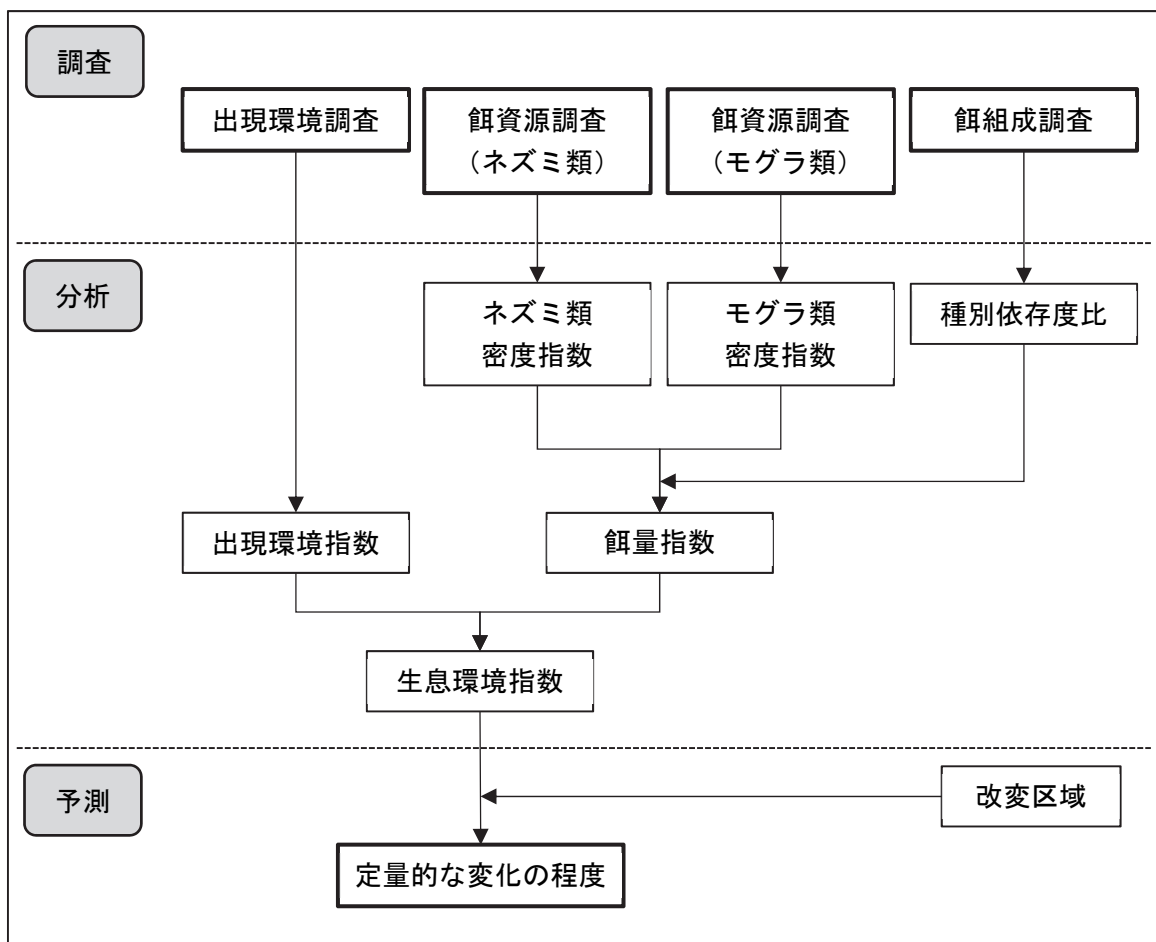 調査
出現環境調査
餌資源調査
(ネズミ類)
餌資源調査
(モグラ類)
餌組成調査
分析
ネズミ類
密度指数
モグラ類
密度指数
種別依存度比
出現環境指数
餌量指数
生息環境指数
予測
改変区域
定量的な変化の程度